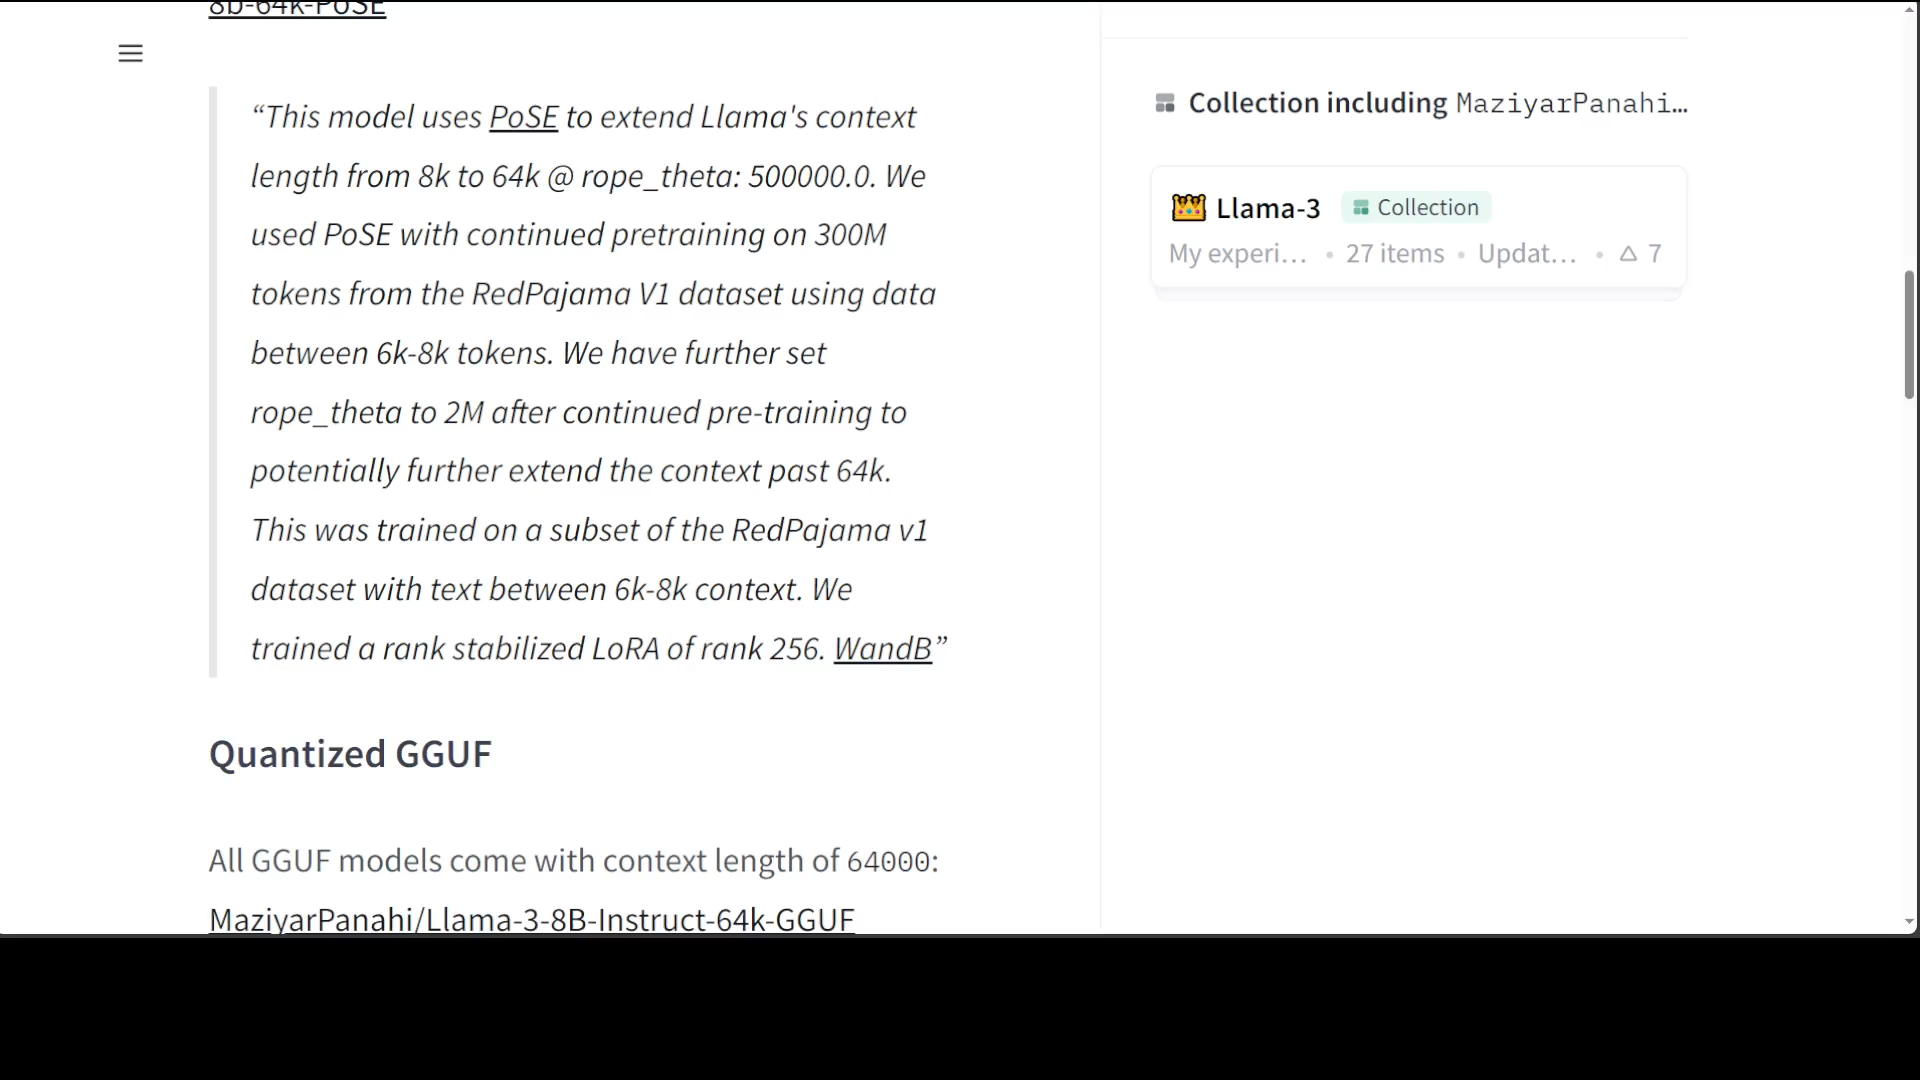 8b-64k-PoSE
“This model uses PoSE to extend Llama's context
length from 8k to 64k @ rope_theta: 500000.0. We
used PoSE with continued pretraining on 300M
tokens from the RedPajama V1 dataset using data
between 6k-8k tokens. We have further set
rope_theta to 2M after continued pre-training to
potentially further extend the context past 64k.
This was trained on a subset of the RedPajama v1
dataset with text between 6k-8k context. We
trained a rank stabilized LoRA of rank 256. WandB”
Quantized GGUF
All GGUF models come with context length of 64000:
MaziyarPanahi/Llama-3-8B-Instruct-64k-GGUF
Collection including MaziyarPanahi…
Llama-3 Collection
My experi… • 27 items • Updat… • △ 7